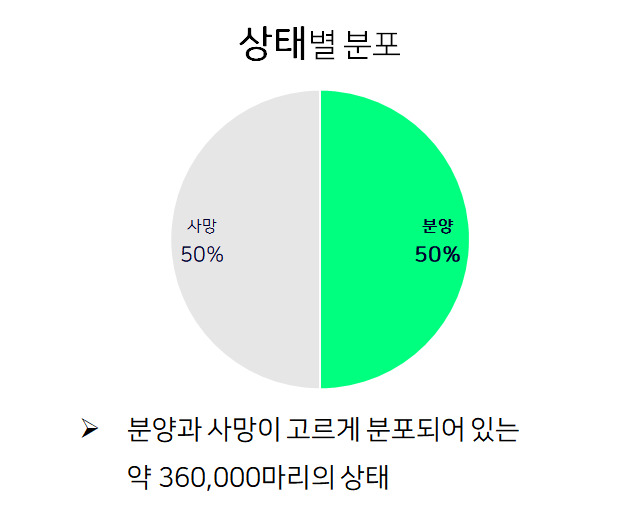 상태별 분포
사망
50%
분양
50%
➢ 분양과 사망이 고르게 분포되어 있는
약 360,000마리의 상태